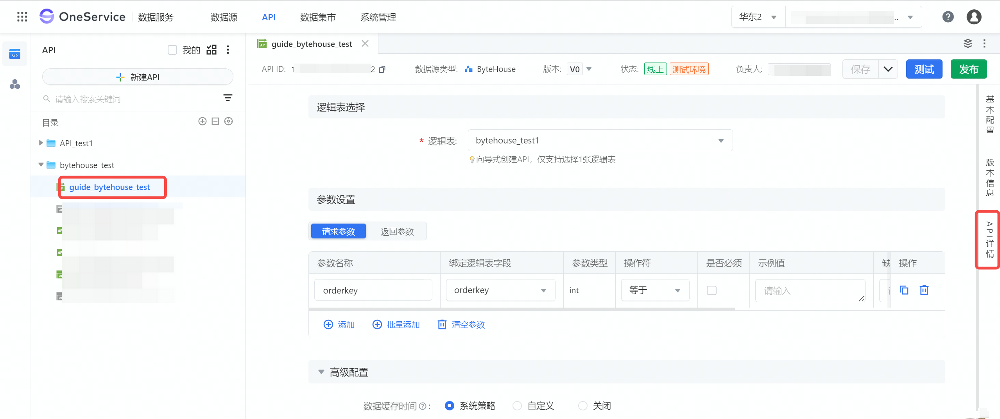 OneService 数据服务 数据源 API 数据集市 系统管理 华东2 ..
API 我的
新建API
请输入搜索关键词
目录
API_test1
bytehouse_test
guide_bytehouse_test
guide_bytehouse_test
API ID: 1 2 数据源类型: ByteHouse 版本: V0 状态: 线上 测试环境 负责人: 保存 测试 发布
逻辑表选择
* 逻辑表: bytehouse_test1
向导式创建API，仅支持选择1张逻辑表
参数设置
请求参数 返回参数
参数名称 绑定逻辑表字段 参数类型 操作符 是否必须 示例值 缺 操作
orderkey orderkey int 等于 请输入
添加 批量添加 清空参数
高级配置
数据缓存时间 : 系统策略 自定义 关闭
基本配置
版本信息
API详情